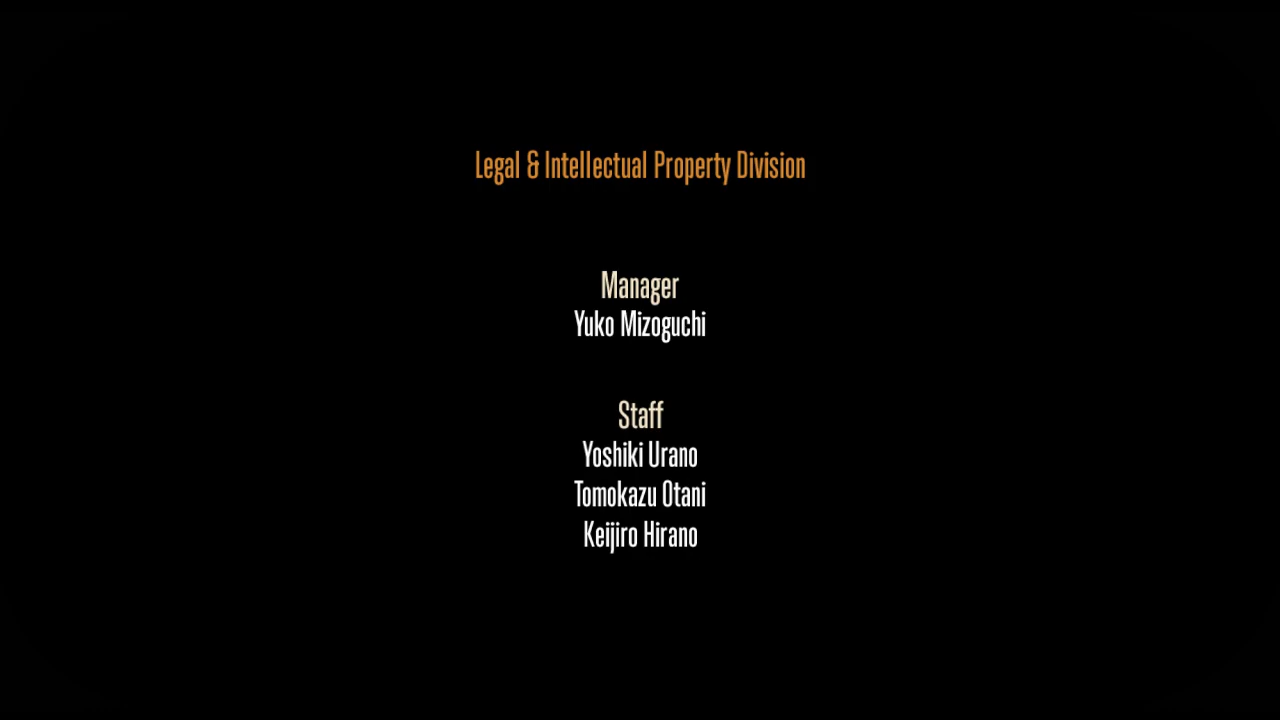 Legal & Intellectual Property Division
Manager
Yuko Mizoguchi
Staff
Yoshiki Urano
Tomokazu Otani
Keijiro Hirano